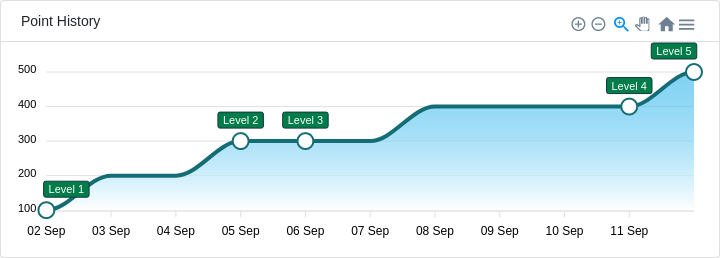 Point History
Level 5
500
Level 4
400
Level 2 Level 3
300
200
Level 1
100
02 Sep 03 Sep 04 Sep 05 Sep 06 Sep 07 Sep 08 Sep 09 Sep 10 Sep 11 Sep